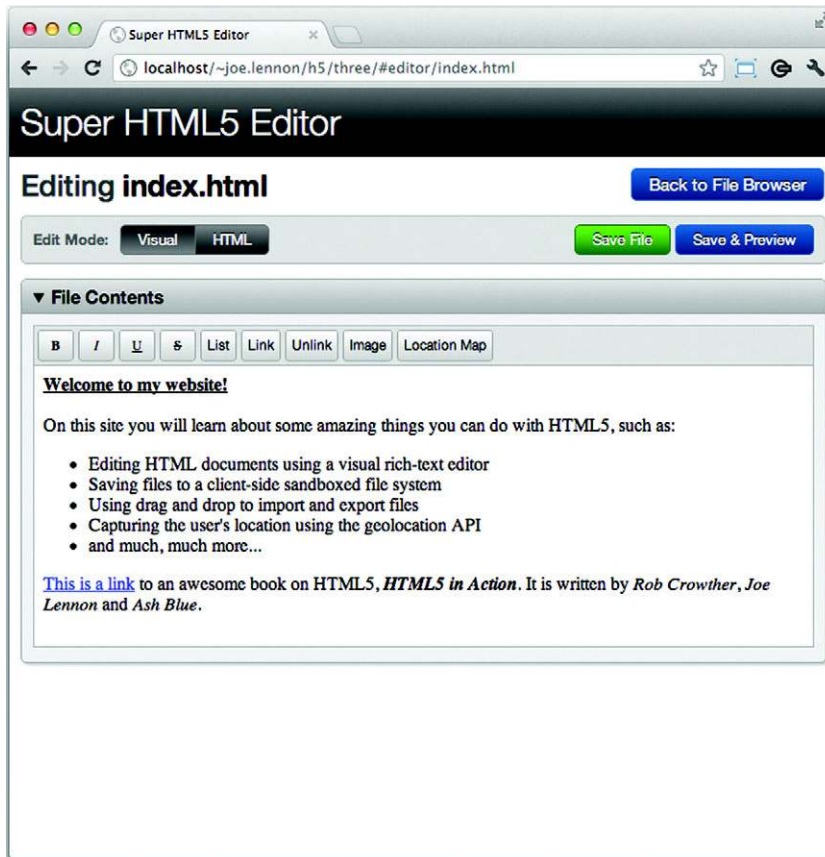 Super HTML5 Editor
localhost/~joe.lennon/h5/three/#editor/index.html
Super HTML5 Editor
Editing index.html
Back to File Browser
Edit Mode: Visual HTML Save File Save & Preview
▼ File Contents
B I U S List Link Unlink Image Location Map
Welcome to my website!
On this site you will learn about some amazing things you can do with HTML5, such as:
• Editing HTML documents using a visual rich-text editor
• Saving files to a client-side sandboxed file system
• Using drag and drop to import and export files
• Capturing the user's location using the geolocation API
• and much, much more...
This is a link to an awesome book on HTML5, HTML5 in Action. It is written by Rob Crowther, Joe
Lennon and Ash Blue.